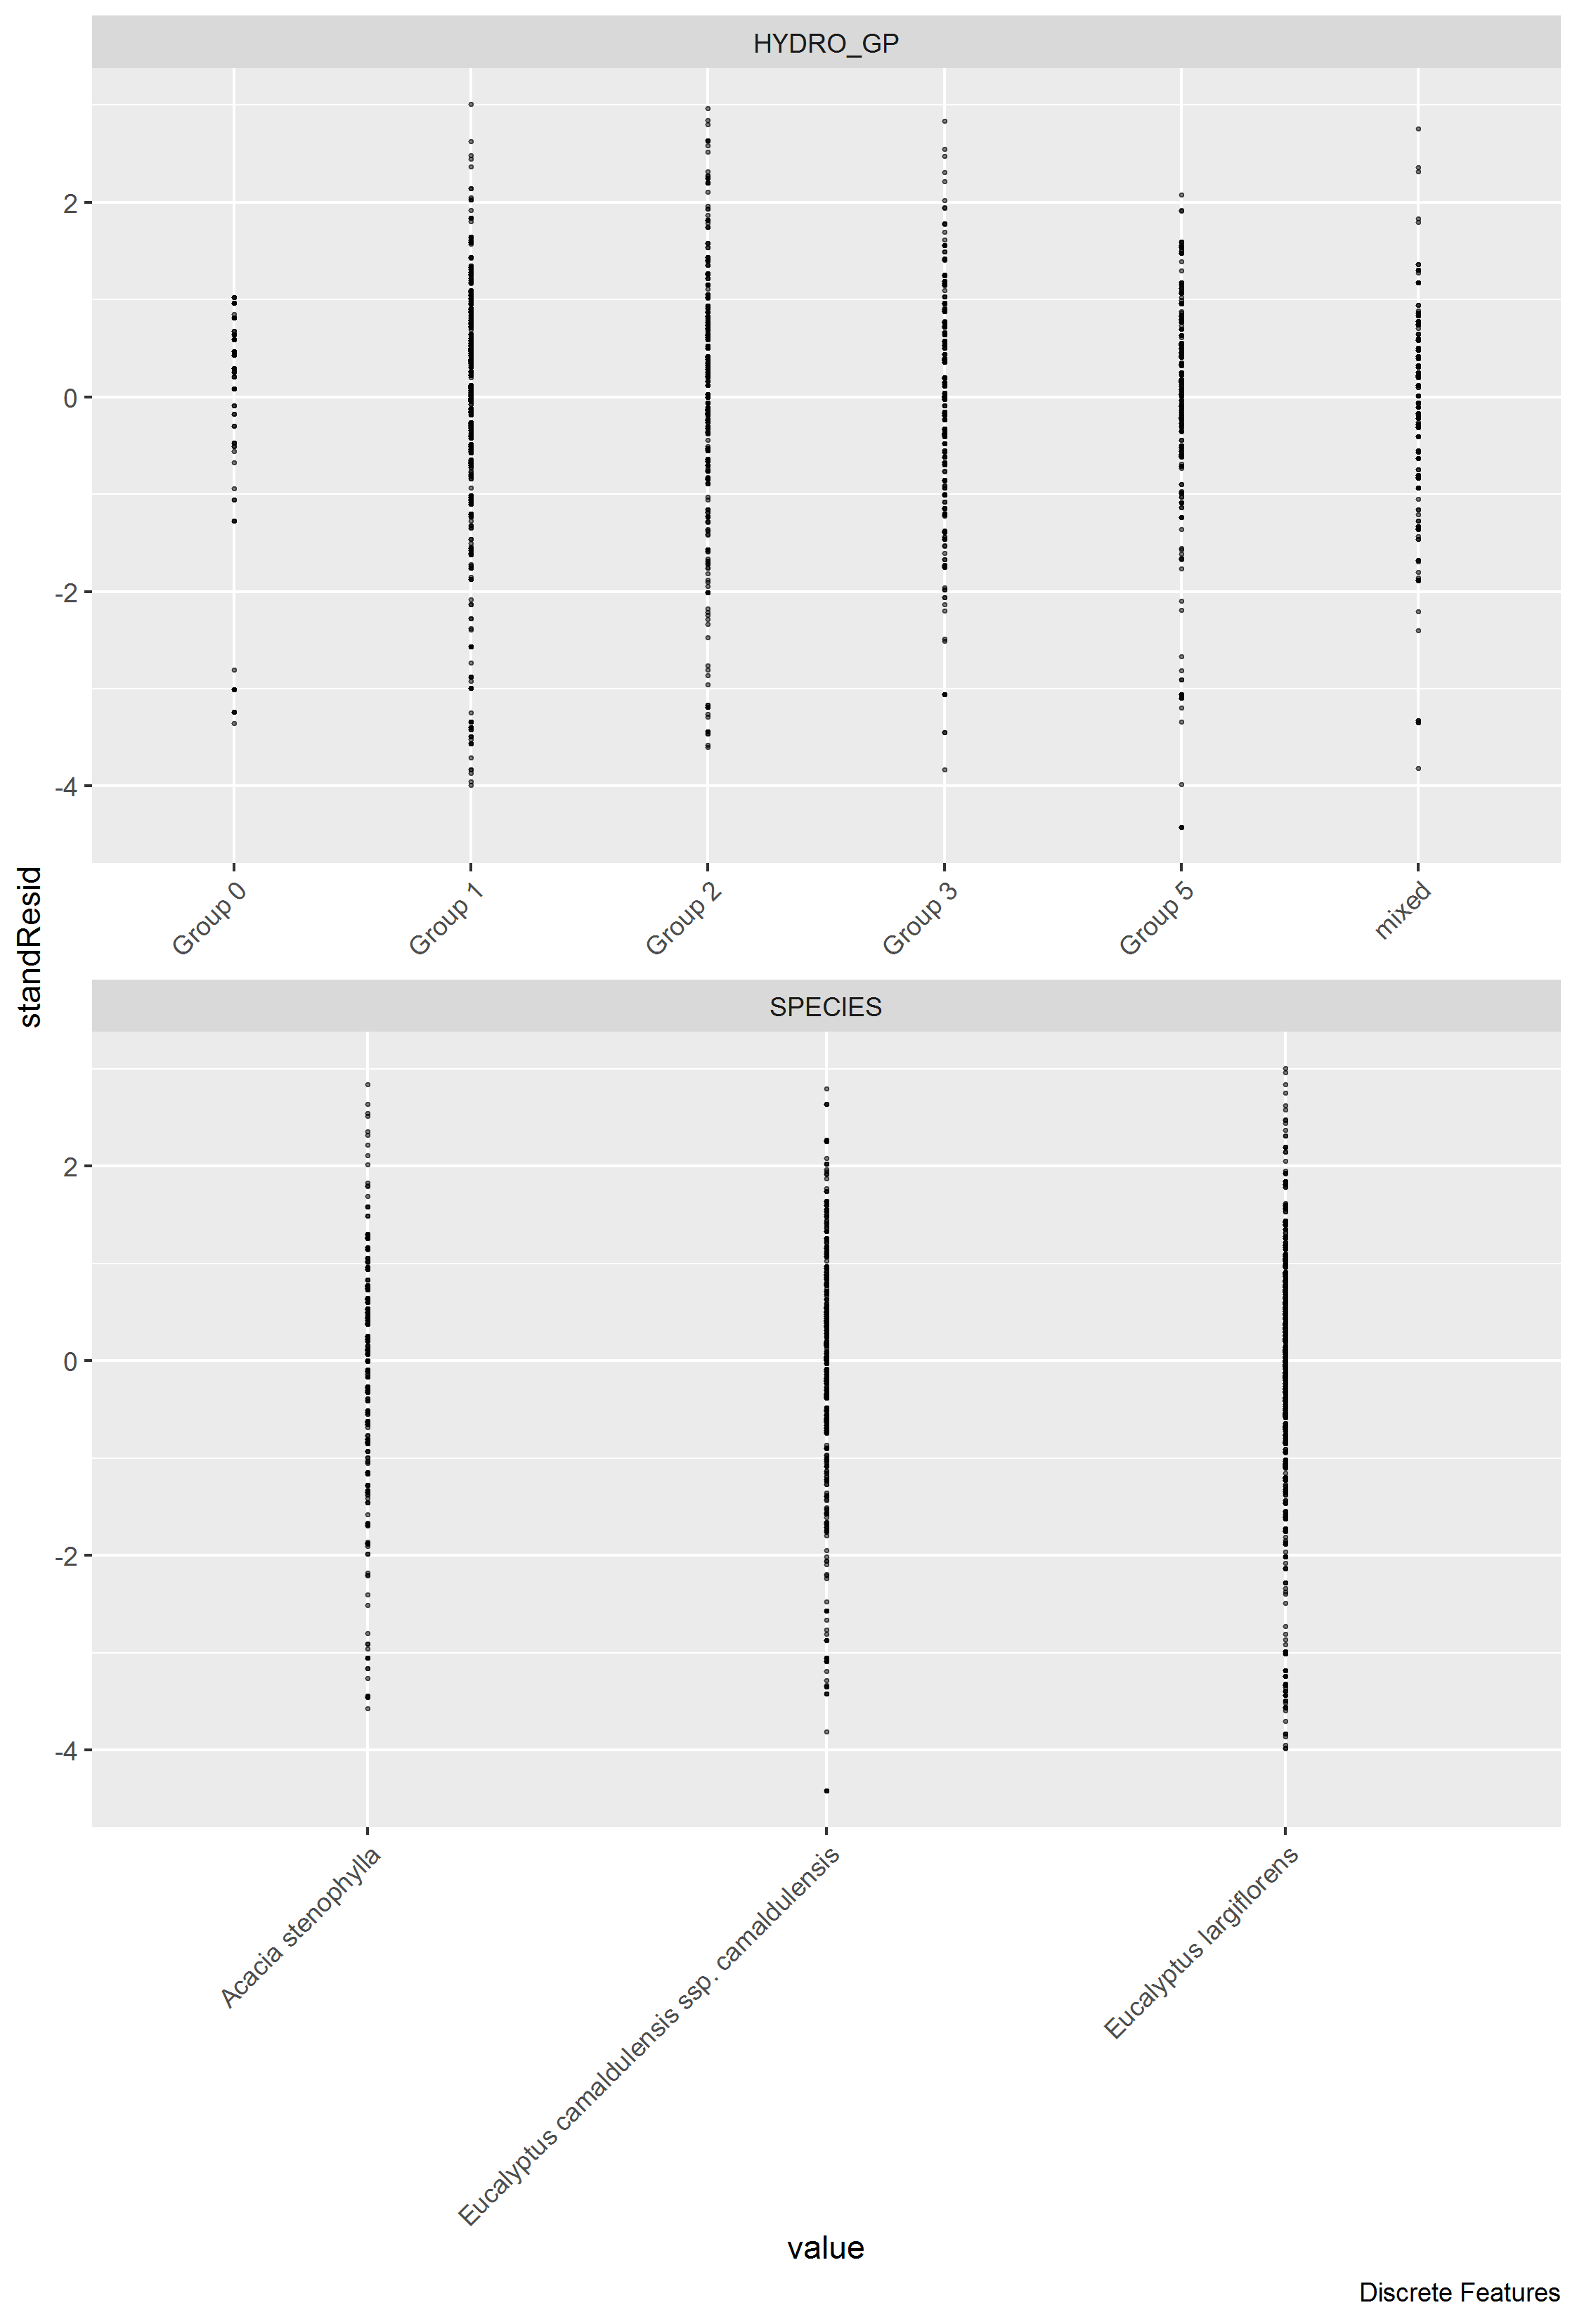 HYDRO_GP
2
0
-2
-4
Group 0
Group 1
Group 2
Group 3
Group 5
mixed
standResid
SPECIES
2
0
-2
-4
Acacia stenophylla
Eucalyptus camaldulensis ssp. camaldulensis
Eucalyptus largiflorens
value
Discrete Features